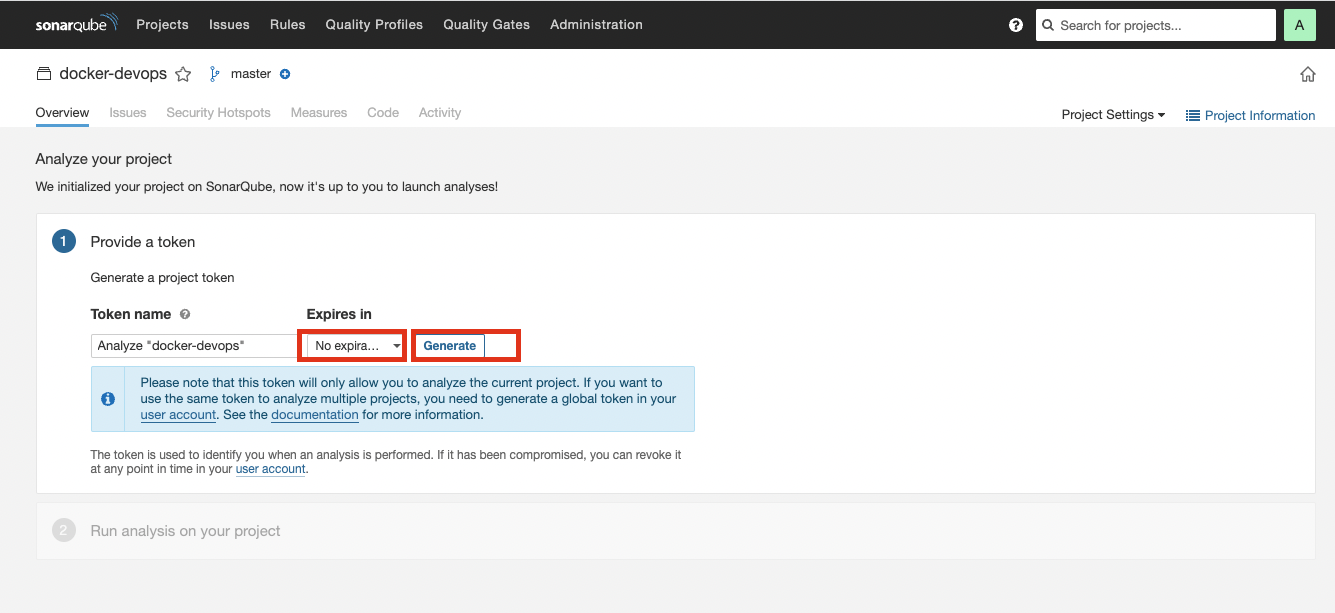 sonarqube Projects Issues Rules Quality Profiles Quality Gates Administration ? Search for projects... A
docker-devops master
Overview Issues Security Hotspots Measures Code Activity Project Settings Project Information
Analyze your project
We initialized your project on SonarQube, now it's up to you to launch analyses!
1 Provide a token
Generate a project token
Token name ? Expires in
Analyze "docker-devops" No expira... Generate
Please note that this token will only allow you to analyze the current project. If you want to
use the same token to analyze multiple projects, you need to generate a global token in your
user account. See the documentation for more information.
The token is used to identify you when an analysis is performed. If it has been compromised, you can revoke it
at any point in time in your user account.
2 Run analysis on your project